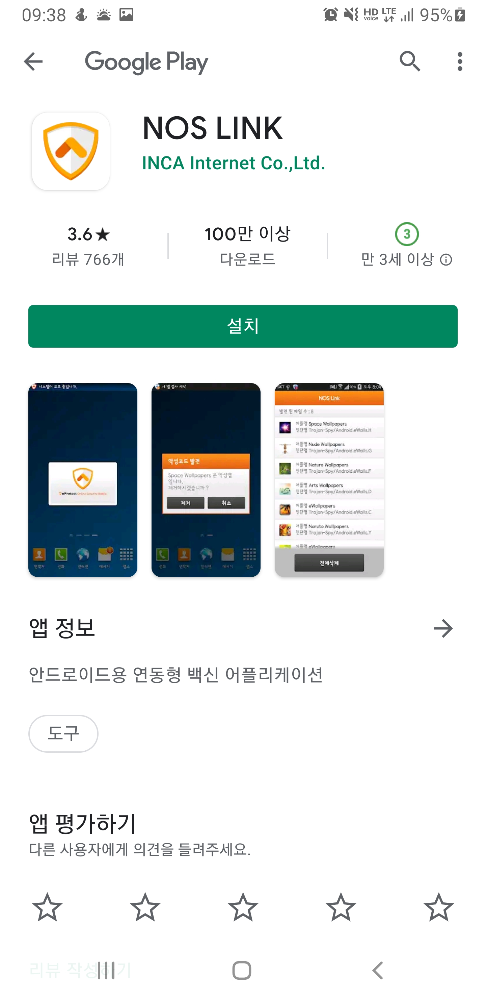 09:38
HD voice LTE 95%
Google Play
NOS LINK
INCA Internet Co.,Ltd.
3.6★
리뷰 766개
100만 이상
다운로드
3
만 3세 이상
설치
시스템이 보호 중입니다.
nProtect Online Security Mobile
연락처 전화 인터넷 메시지 앱스
새 앱 검사 시작
악성코드 발견
Space Wallpapers 은 악성앱
입니다.
제거하시겠습니까 ?
제거 취소
전화 연락처 인터넷 메시지 앱스
SKT 98% 오후 8:04
NOS Link
발견 된 파일 수 : 8
어플명 Space Wallpapers
진단명 Trojan-Spy/Android.eWalls.H
어플명 Nude Wallpapers
진단명 Trojan-Spy/Android.eWalls.G
어플명 Nature Wallpapers
진단명 Trojan-Spy/Android.eWalls.F
어플명 Arts Wallpapers
진단명 Trojan-Spy/Android.eWalls.D
어플명 eWallpapers
진단명 Trojan-Spy/Android.eWalls.C
어플명 Naruto Wallpapers
진단명 Trojan-Spy/Android.eWalls.Y
어플명 eWallpapers
전체삭제
앱 정보
안드로이드용 연동형 백신 어플리케이션
도구
앱 평가하기
다른 사용자에게 의견을 들려주세요.
리뷰 작성하기